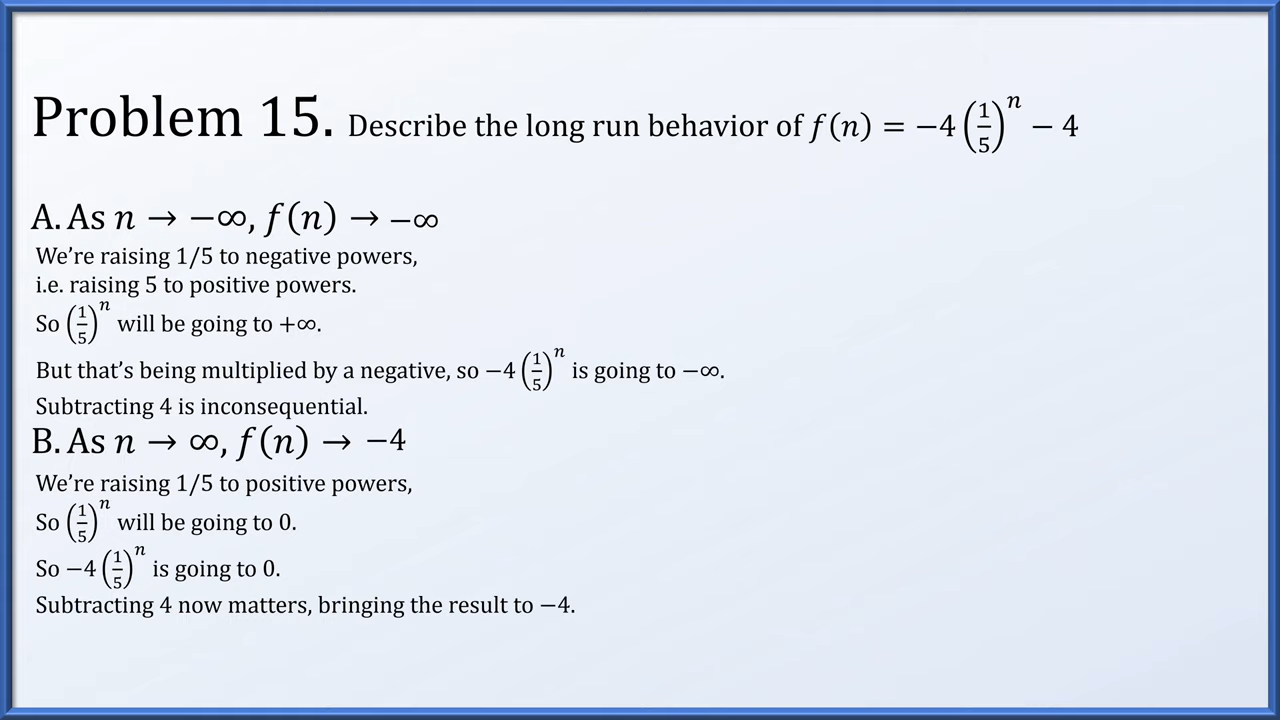 Problem 15. Describe the long run behavior of f(n) = −4(1/5)^n − 4
A. As n → −∞, f(n) → −∞
We’re raising 1/5 to negative powers,
i.e. raising 5 to positive powers.
So (1/5)^n will be going to +∞.
But that’s being multiplied by a negative, so −4(1/5)^n is going to −∞.
Subtracting 4 is inconsequential.
B. As n → ∞, f(n) → −4
We’re raising 1/5 to positive powers,
So (1/5)^n will be going to 0.
So −4(1/5)^n is going to 0.
Subtracting 4 now matters, bringing the result to −4.